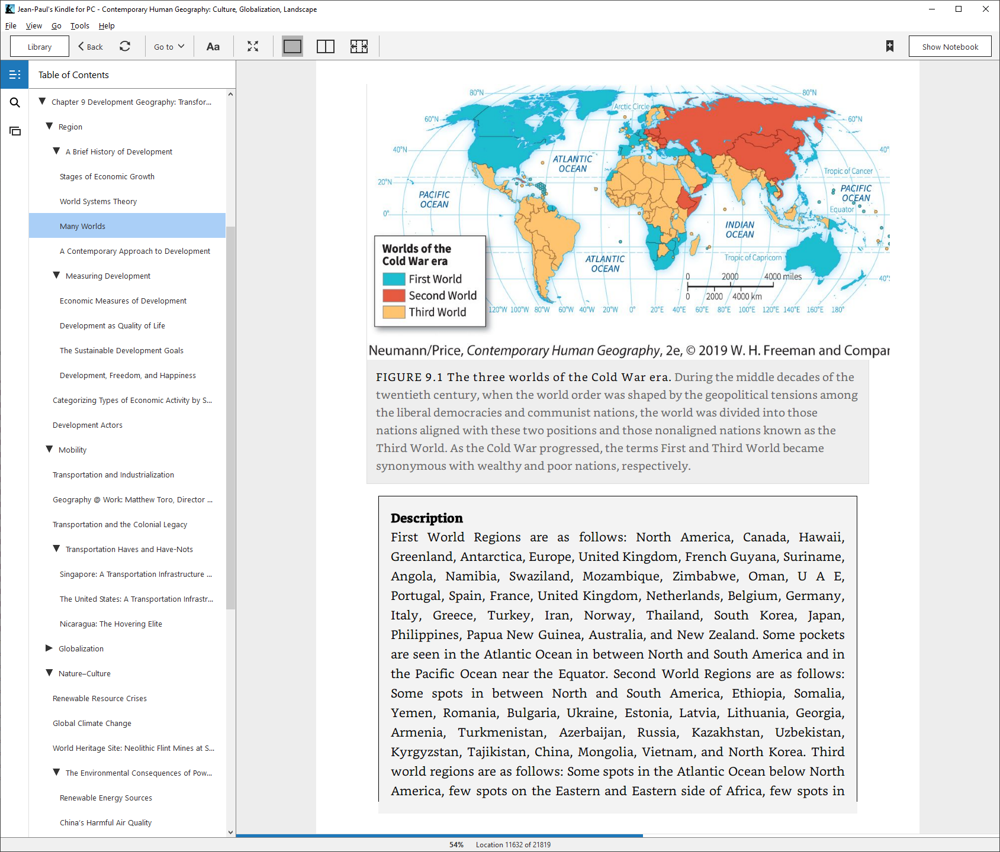 Jean-Paul's Kindle for PC - Contemporary Human Geography: Culture, Globalization, Landscape
File View Go Tools Help
Library Back Go to Aa Show Notebook
Table of Contents
Chapter 9 Development Geography: Transfor...
Region
A Brief History of Development
Stages of Economic Growth
World Systems Theory
Many Worlds
A Contemporary Approach to Development
Measuring Development
Economic Measures of Development
Development as Quality of Life
The Sustainable Development Goals
Development, Freedom, and Happiness
Categorizing Types of Economic Activity by S...
Development Actors
Mobility
Transportation and Industrialization
Geography @ Work: Matthew Toro, Director ...
Transportation and the Colonial Legacy
Transportation Haves and Have-Nots
Singapore: A Transportation Infrastructure ...
The United States: A Transportation Infrastr...
Nicaragua: The Hovering Elite
Globalization
Nature–Culture
Renewable Resource Crises
Global Climate Change
World Heritage Site: Neolithic Flint Mines at S...
The Environmental Consequences of Pow...
Renewable Energy Sources
China's Harmful Air Quality
80°N 80°N
Arctic Circle
60°N 60°N
40°N 40°
ATLANTIC
OCEAN
Tropic of Cancer
20°N
PACIFIC
OCEAN
PACIFIC
OCEAN
0° Equator
INDIAN
OCEAN
ATLANTIC
OCEAN
Tropic of Capricorn
40°
0 2000 4000 miles
0 2000 4000 km
120°W 100°W 80°W 60°W 40°W 20°W 0° 20°E 40°E 60°E 80°E 100°E 120°E 140°E 160°E 180°
Worlds of the
Cold War era
First World
Second World
Third World
Neumann/Price, Contemporary Human Geography, 2e, © 2019 W. H. Freeman and Compar
FIGURE 9.1 The three worlds of the Cold War era. During the middle decades of the
twentieth century, when the world order was shaped by the geopolitical tensions among
the liberal democracies and communist nations, the world was divided into those
nations aligned with these two positions and those nonaligned nations known as the
Third World. As the Cold War progressed, the terms First and Third World became
synonymous with wealthy and poor nations, respectively.
Description
First World Regions are as follows: North America, Canada, Hawaii,
Greenland, Antarctica, Europe, United Kingdom, French Guyana, Suriname,
Angola, Namibia, Swaziland, Mozambique, Zimbabwe, Oman, U A E,
Portugal, Spain, France, United Kingdom, Netherlands, Belgium, Germany,
Italy, Greece, Turkey, Iran, Norway, Thailand, South Korea, Japan,
Philippines, Papua New Guinea, Australia, and New Zealand. Some pockets
are seen in the Atlantic Ocean in between North and South America and in
the Pacific Ocean near the Equator. Second World Regions are as follows:
Some spots in between North and South America, Ethiopia, Somalia,
Yemen, Romania, Bulgaria, Ukraine, Estonia, Latvia, Lithuania, Georgia,
Armenia, Turkmenistan, Azerbaijan, Russia, Kazakhstan, Uzbekistan,
Kyrgyzstan, Tajikistan, China, Mongolia, Vietnam, and North Korea. Third
world regions are as follows: Some spots in the Atlantic Ocean below North
America, few spots on the Eastern and Eastern side of Africa, few spots in
54% Location 11632 of 21819